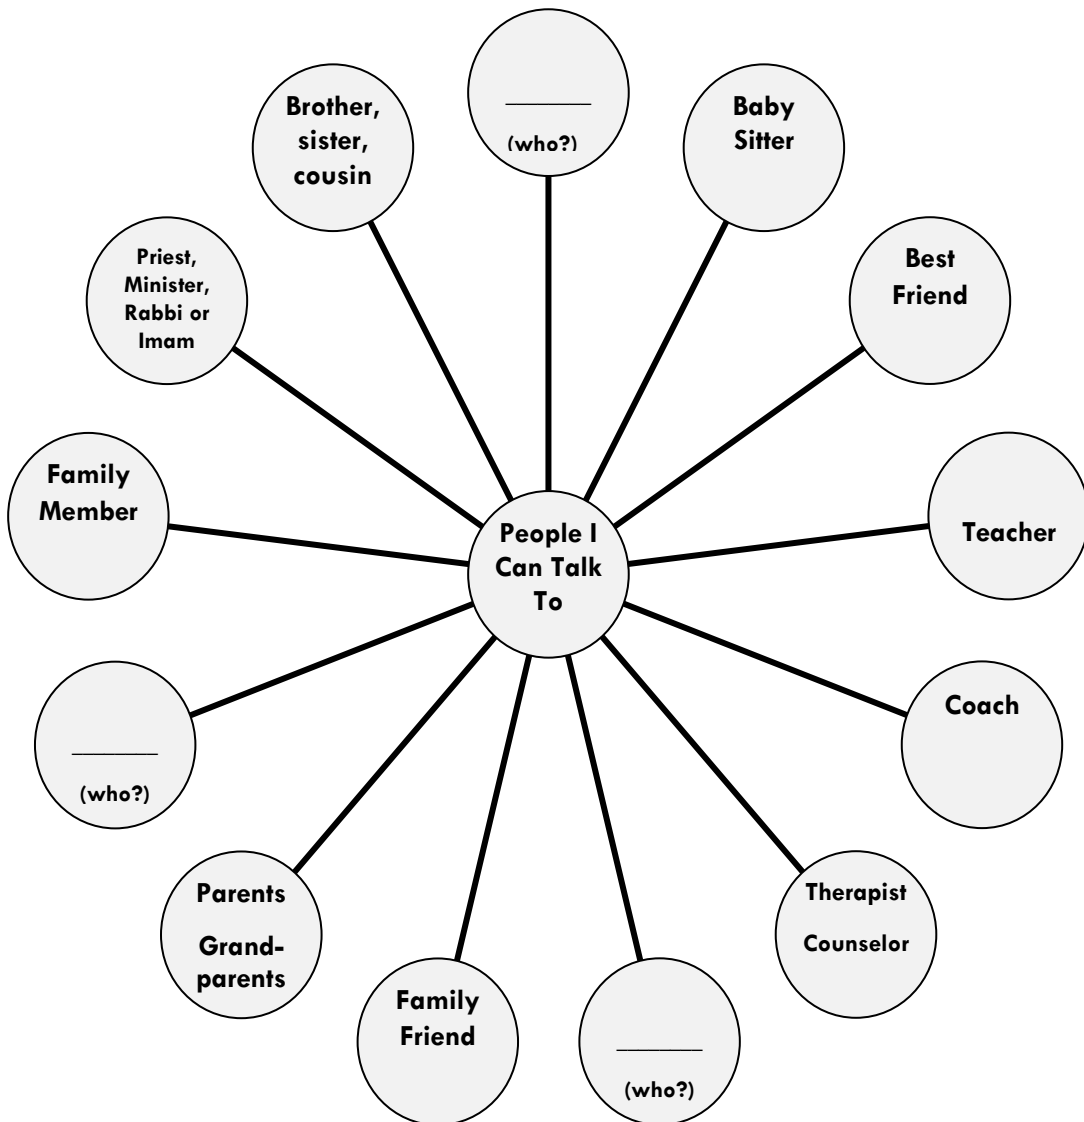 ______
(who?)
Baby
Sitter
Best
Friend
Teacher
Coach
Therapist
Counselor
______
(who?)
Family
Friend
Parents
Grand-
parents
______
(who?)
Family
Member
Priest,
Minister,
Rabbi or
Imam
Brother,
sister,
cousin
People I
Can Talk
To